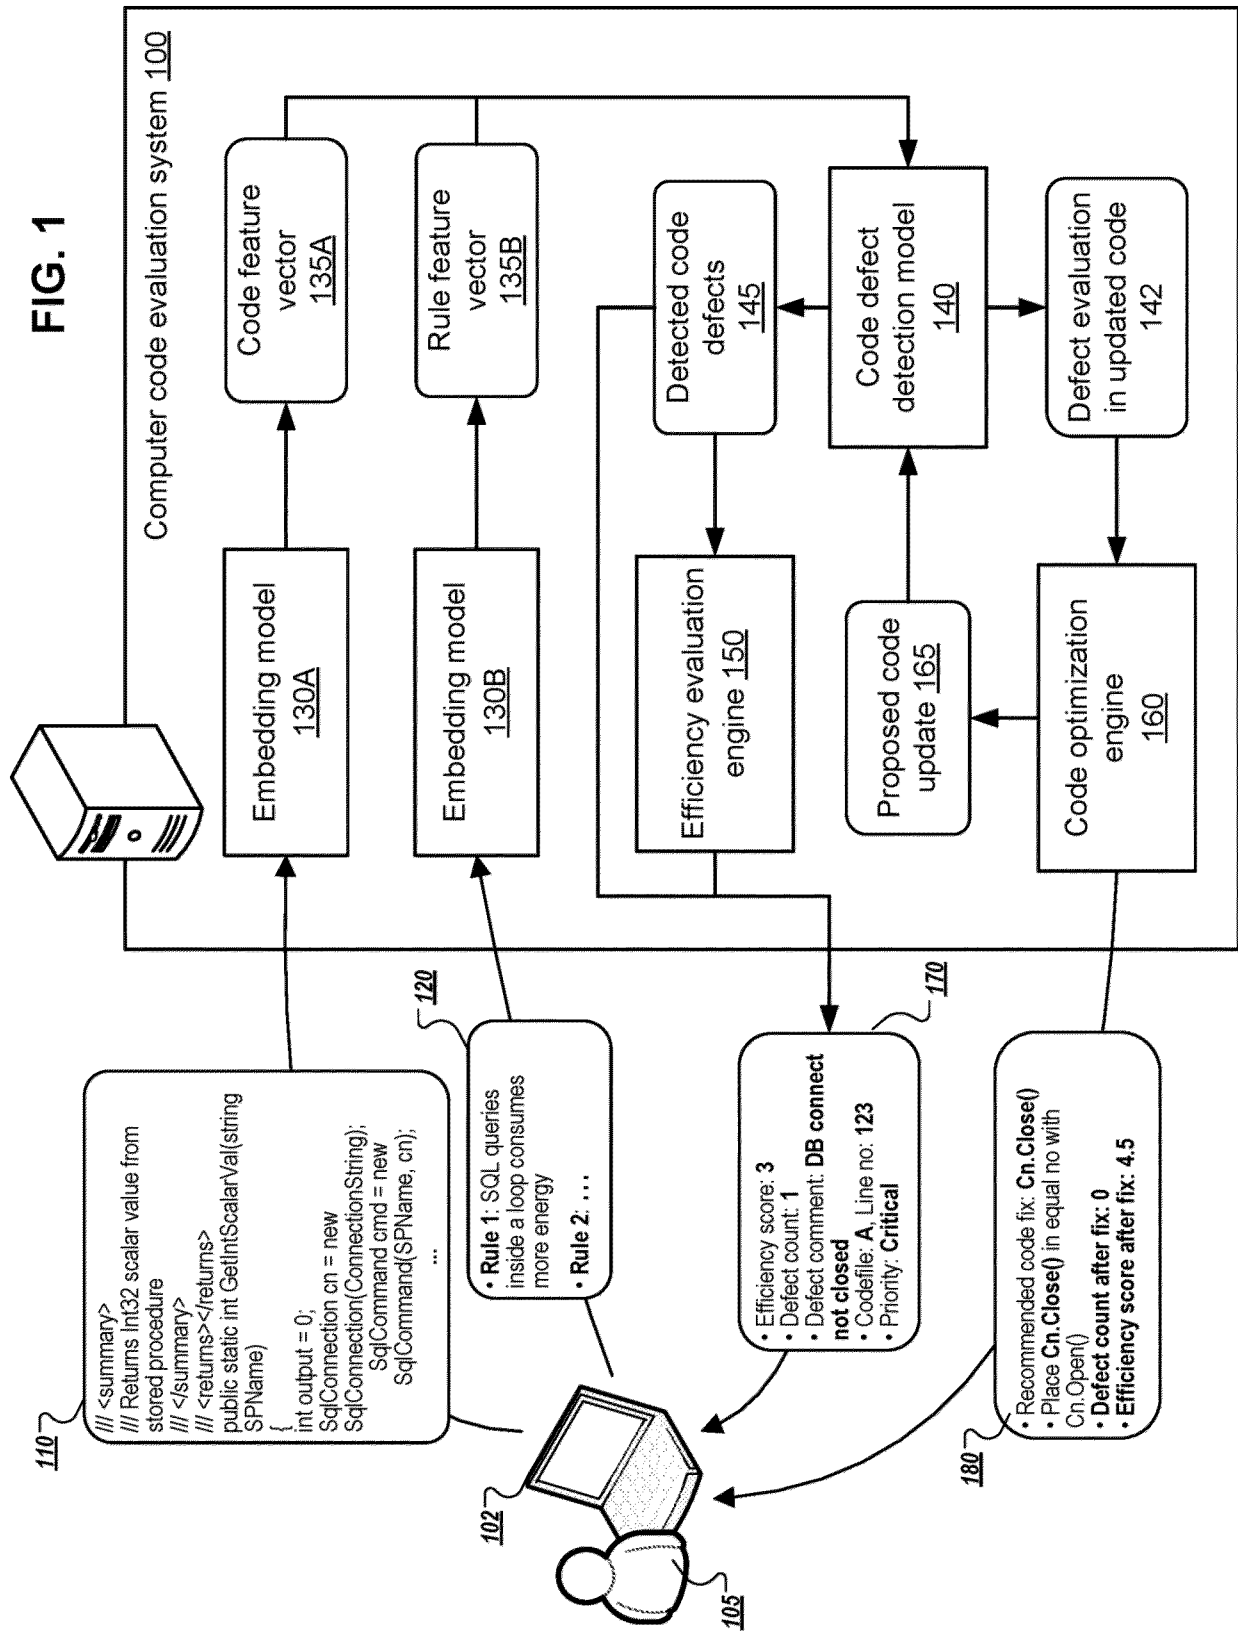 FIG. 1
Computer code evaluation system 100
110
/// <summary>
/// Returns Int32 scalar value from
stored procedure
/// </summary>
/// <returns></returns>
public static int GetIntScalarVal(string
SPName)
{
int output = 0;
SqlConnection cn = new
SqlConnection(ConnectionString);
SqlCommand cmd = new
SqlCommand(SPName, cn);
...
Embedding model
130A
Code feature
vector
135A
102
105
120
• Rule 1: SQL queries
inside a loop consumes
more energy
• Rule 2: ...
Embedding model
130B
Rule feature
vector
135B
170
• Efficiency score: 3
• Defect count: 1
• Defect comment: DB connect
not closed
• Codefile: A, Line no: 123
• Priority: Critical
Efficiency evaluation
engine 150
Detected code
defects
145
Proposed code
update 165
Code defect
detection model
140
180
• Recommended code fix: Cn.Close()
• Place Cn.Close() in equal no with
Cn.Open()
• Defect count after fix: 0
• Efficiency score after fix: 4.5
Code optimization
engine
160
Defect evaluation
in updated code
142